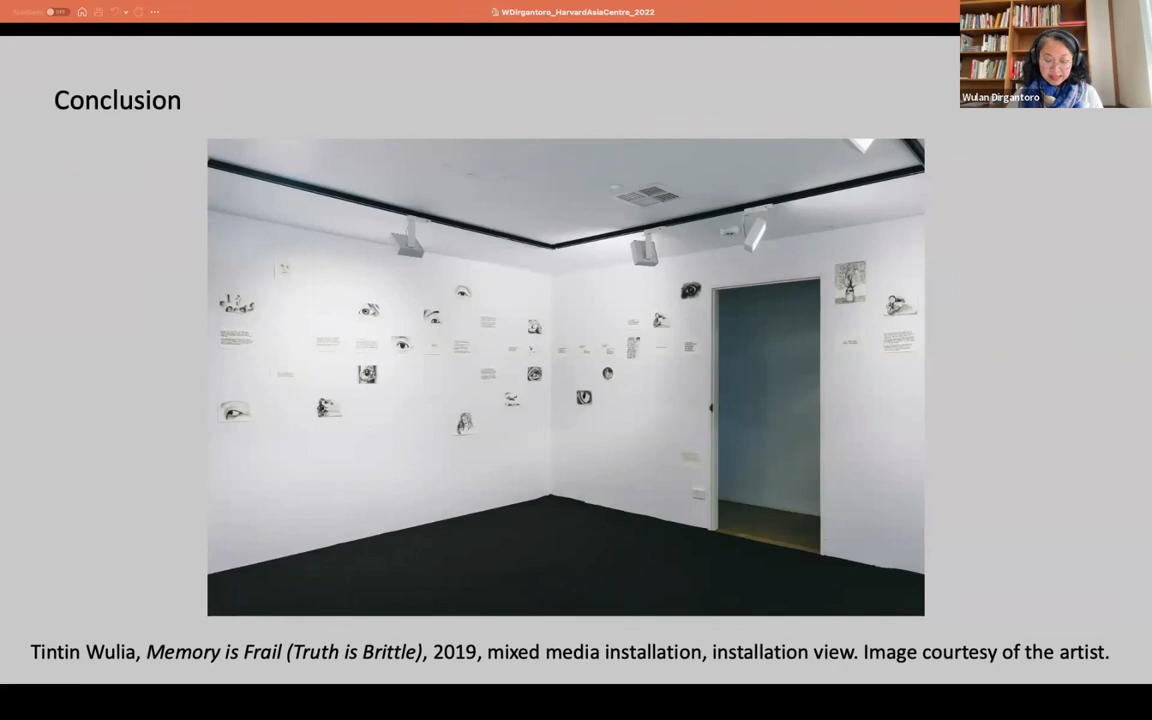 WDirgantoro_HarvardAsiaCentre_2022
Wulan Dirgantoro
Conclusion
Tintin Wulia, Memory is Frail (Truth is Brittle), 2019, mixed media installation, installation view. Image courtesy of the artist.